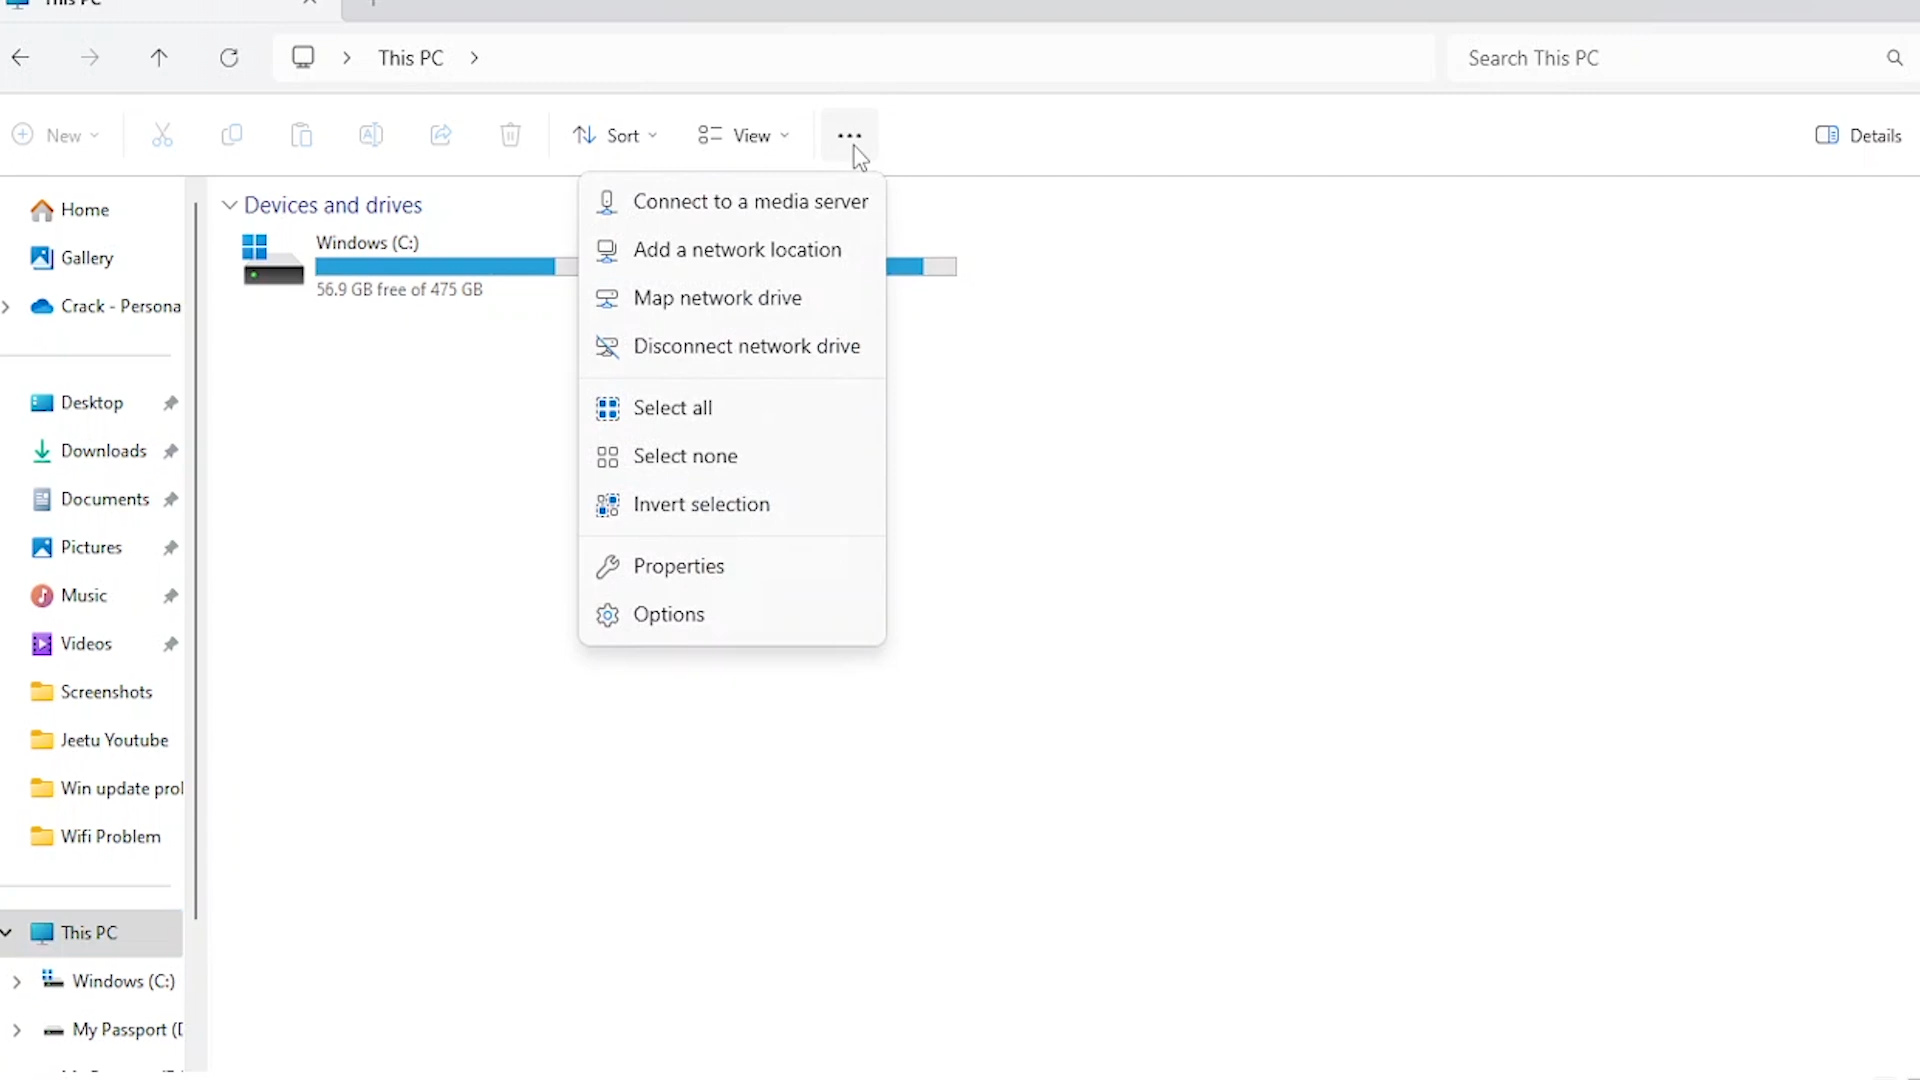 This PC
This PC
Search This PC
New
Sort
View
Details
Home
Gallery
Crack - Persona
Desktop
Downloads
Documents
Pictures
Music
Videos
Screenshots
Jeetu Youtube
Win update prol
Wifi Problem
This PC
Windows (C:)
My Passport (D
Devices and drives
Windows (C:)
56.9 GB free of 475 GB
Connect to a media server
Add a network location
Map network drive
Disconnect network drive
Select all
Select none
Invert selection
Properties
Options